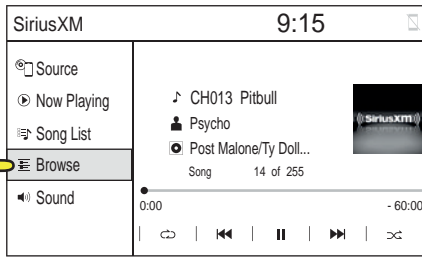 SiriusXM 9:15
Source
Now Playing
Song List
Browse
Sound
CH013 Pitbull
Psycho
Post Malone/Ty Doll...
Song 14 of 255
SiriusXM
0:00 - 60:00